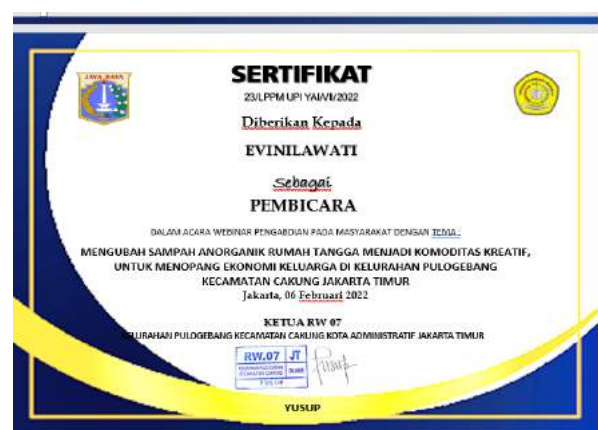 JAYA RAYA
SERTIFIKAT
23/LPPM UPI YAI/VI/2022
Diberikan Kepada
EVINILAWATI
Sebagai
PEMBICARA
DALAM ACARA WEBINAR PENGABDIAN PADA MASYARAKAT DENGAN TEMA :
MENGUBAH SAMPAH ANORGANIK RUMAH TANGGA MENJADI KOMODITAS KREATIF,
UNTUK MENOPANG EKONOMI KELUARGA DI KELURAHAN PULOGEBANG
KECAMATAN CAKUNG JAKARTA TIMUR
Jakarta, 06 Februari 2022
KETUA RW 07
KELURAHAN PULOGEBANG KECAMATAN CAKUNG KOTA ADMINISTRATIF JAKARTA TIMUR
RW.07 JT
YUSUP